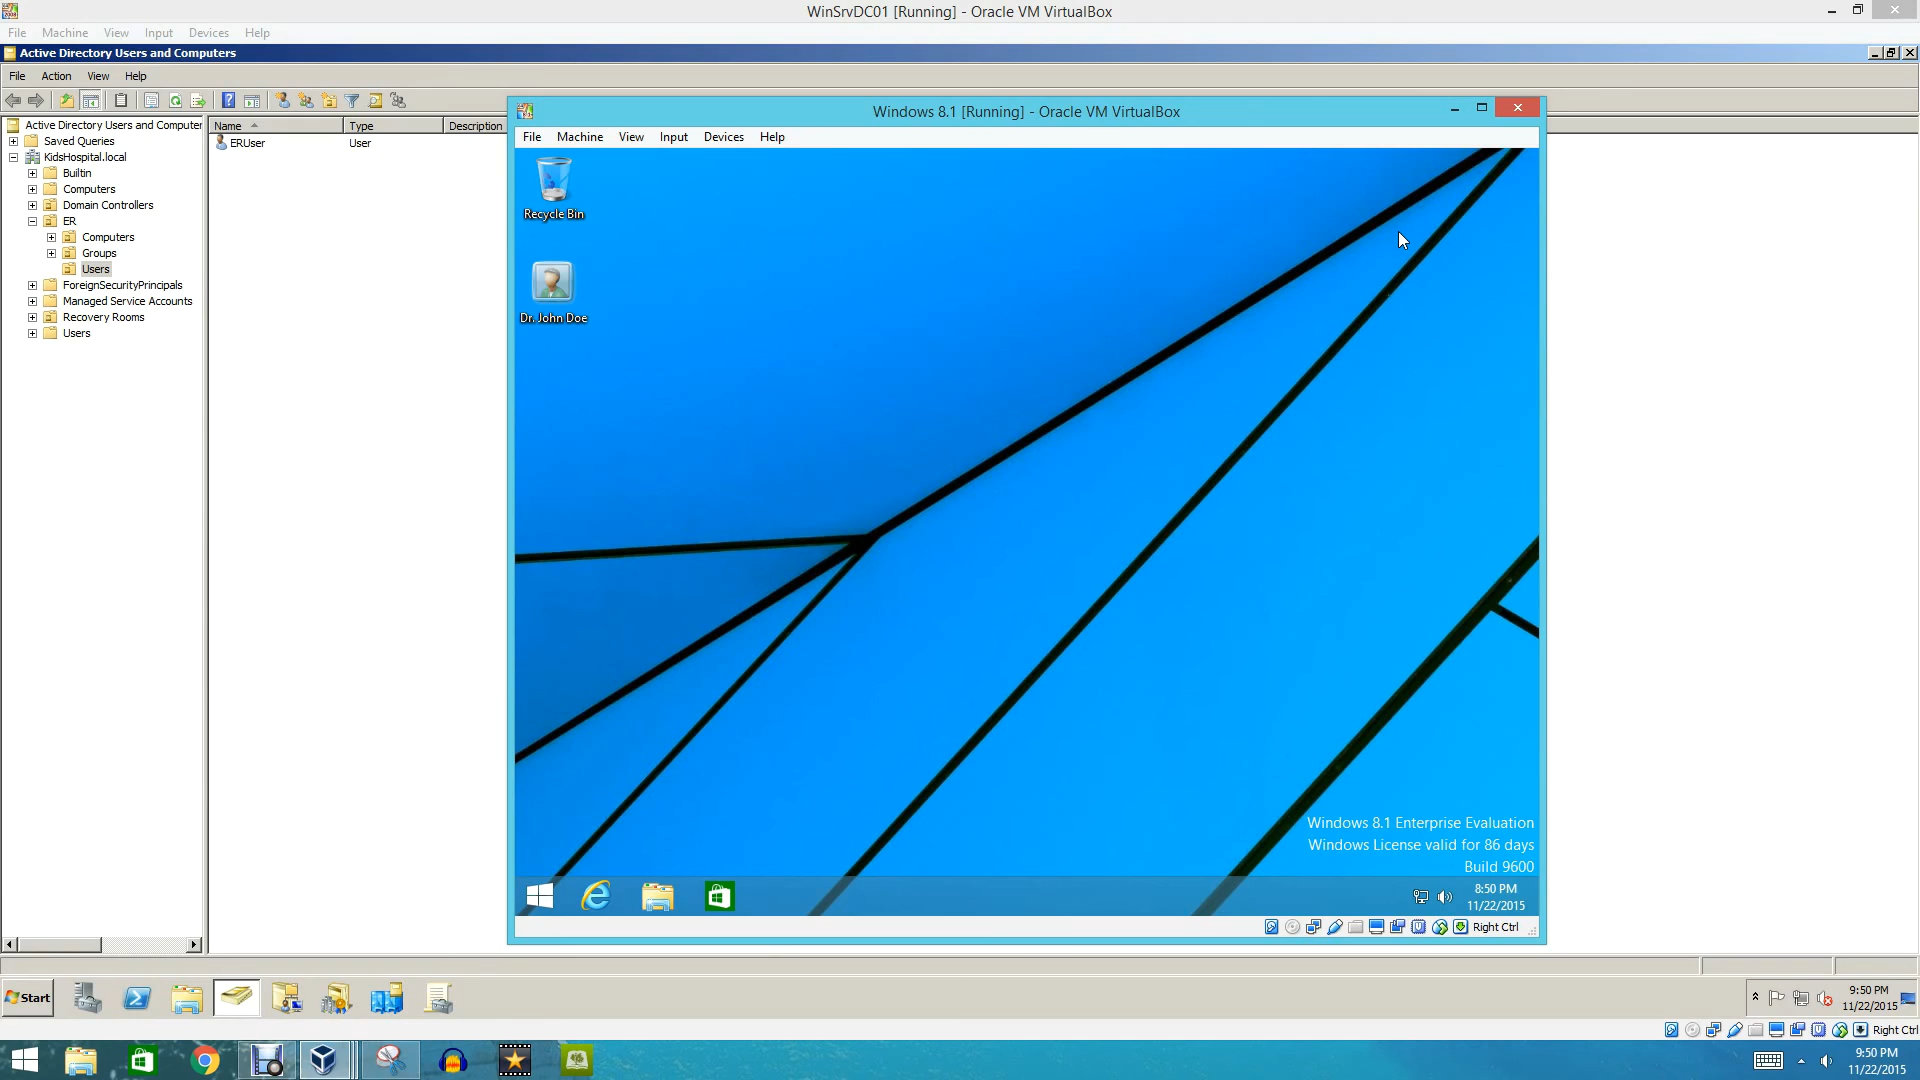 WinSrvDC01 [Running] - Oracle VM VirtualBox
File Machine View Input Devices Help
Active Directory Users and Computers
File Action View Help
Active Directory Users and Computer
Saved Queries
KidsHospital.local
Builtin
Computers
Domain Controllers
ER
Computers
Groups
Users
ForeignSecurityPrincipals
Managed Service Accounts
Recovery Rooms
Users
Name Type Description
ERUser User
Windows 8.1 [Running] - Oracle VM VirtualBox
File Machine View Input Devices Help
Recycle Bin
Dr. John Doe
Windows 8.1 Enterprise Evaluation
Windows License valid for 86 days
Build 9600
8:50 PM
11/22/2015
Right Ctrl
Start
9:50 PM
11/22/2015
Right Ctrl
9:50 PM
11/22/2015